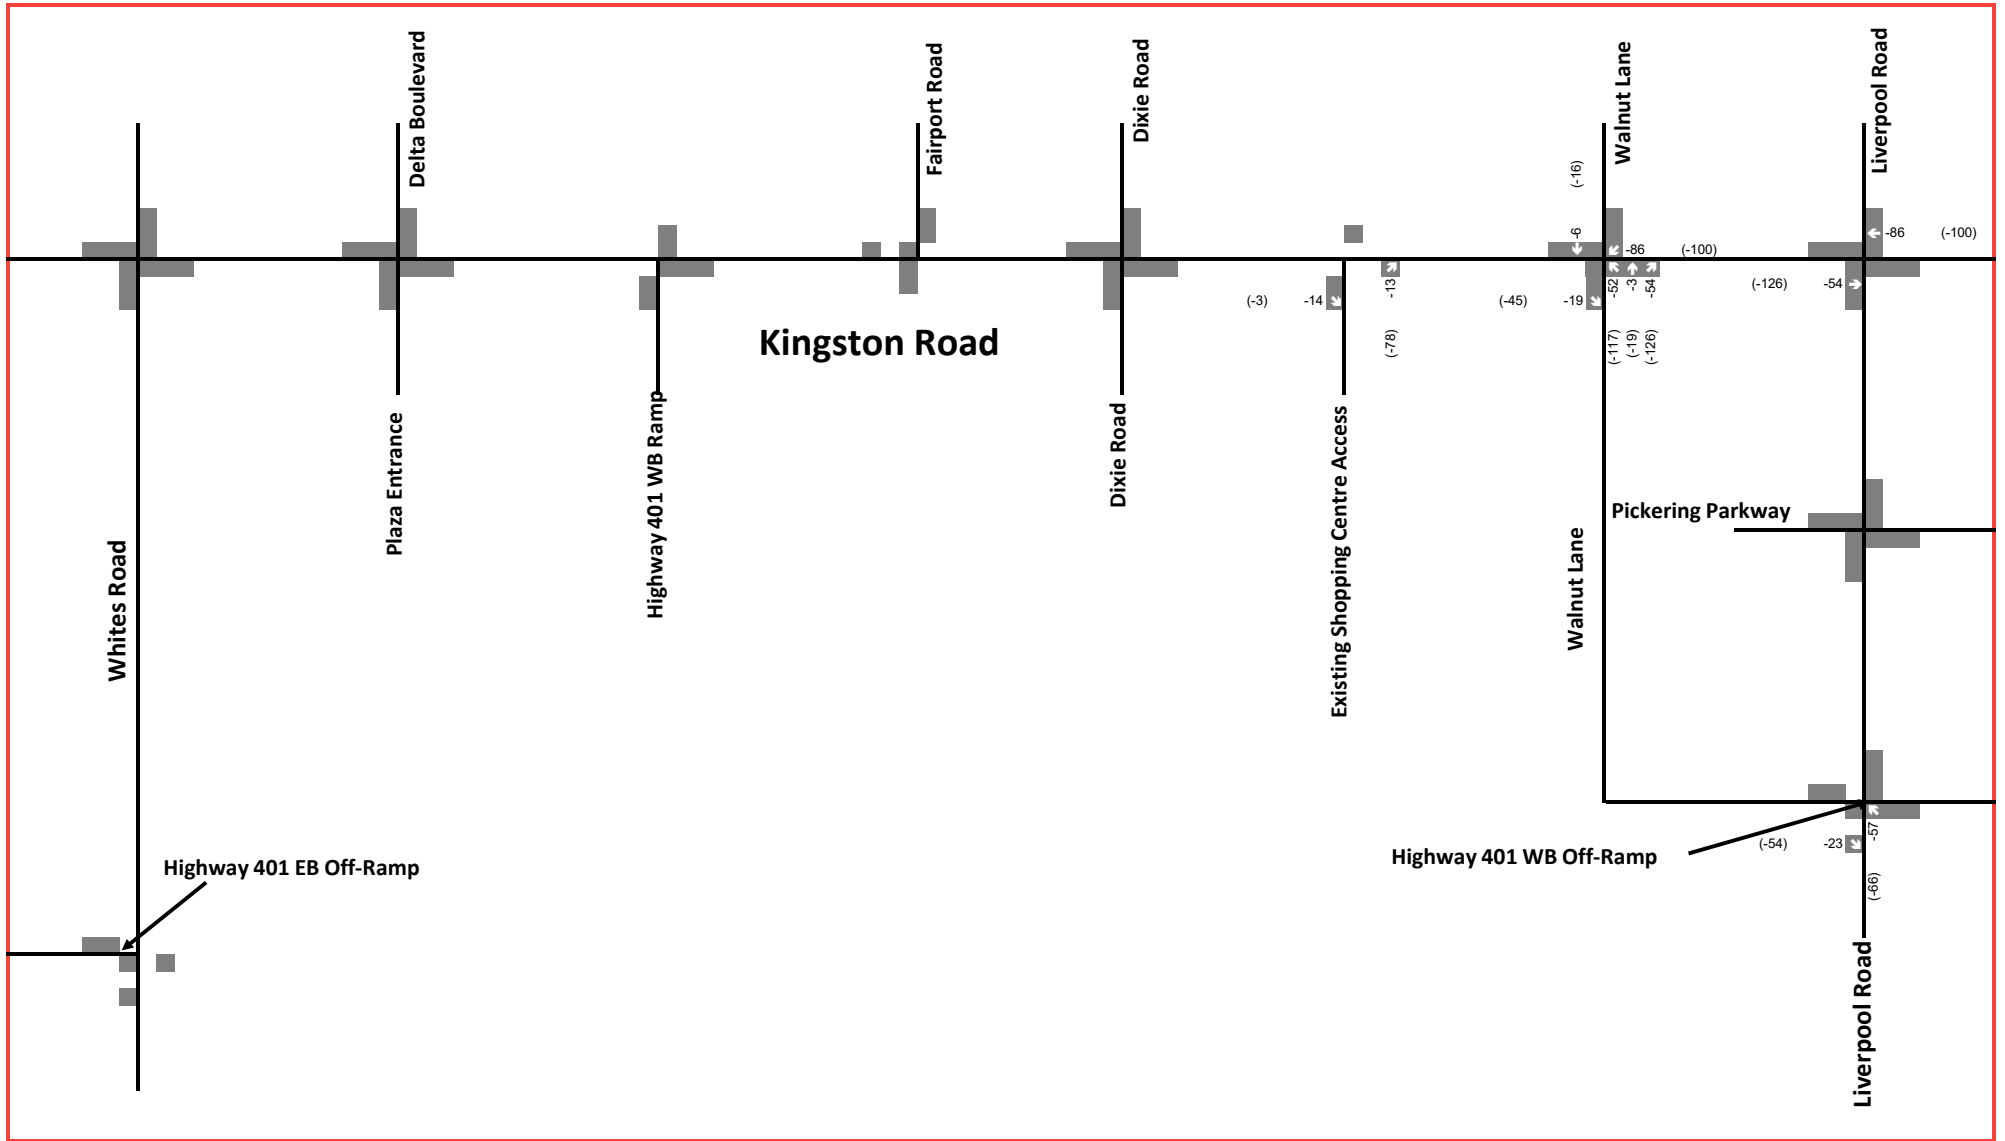 Delta Boulevard
Fairport Road
Dixie Road
Walnut Lane
Liverpool Road
(-16)
-6
-86
(-100)
-86
(-100)
(-3)
-14
-13
(-78)
(-45)
-19
-52
-3
-54
(-117)
(-19)
(-126)
(-126)
-54
Kingston Road
Plaza Entrance
Highway 401 WB Ramp
Dixie Road
Existing Shopping Centre Access
Whites Road
Walnut Lane
Pickering Parkway
Highway 401 EB Off-Ramp
Highway 401 WB Off-Ramp
(-54)
-23
-57
(-66)
Liverpool Road